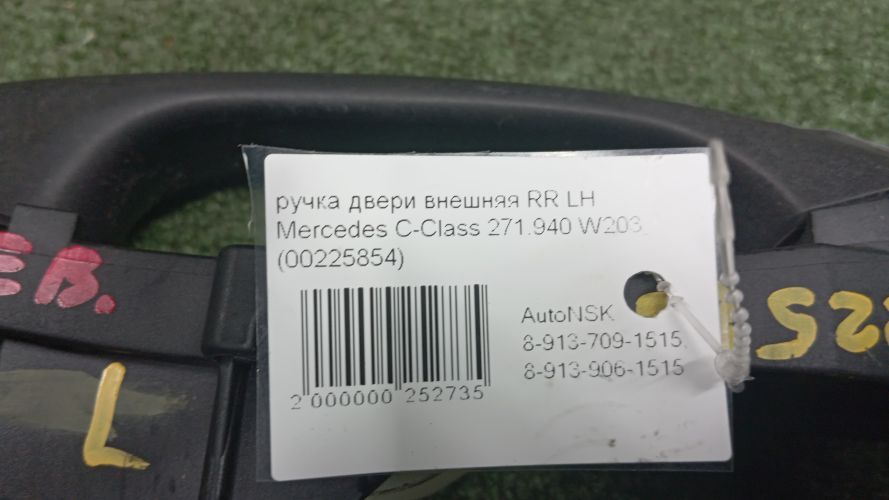 ручка двери внешняя RR LH
Mercedes C-Class 271.940 W203
(00225854)
AutoNSK
8-913-709-1515,
8-913-906-1515
2 000000 252735
ЕВ.
L